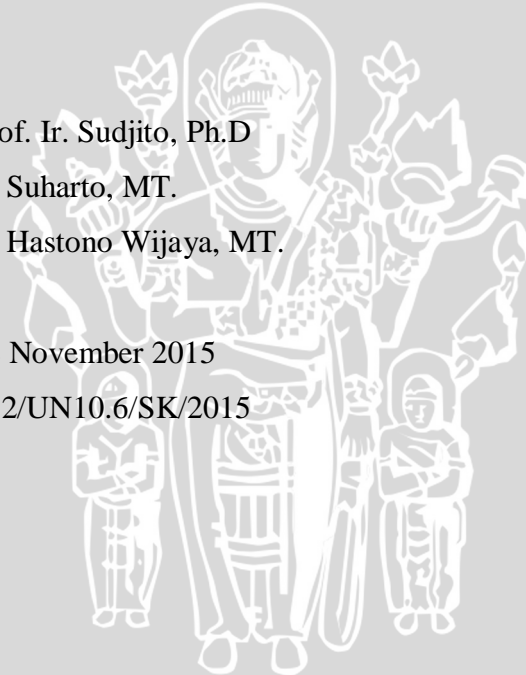 of. Ir. Sudjito, Ph.D
Suharto, MT.
Hastono Wijaya, MT.
November 2015
2/UN10.6/SK/2015